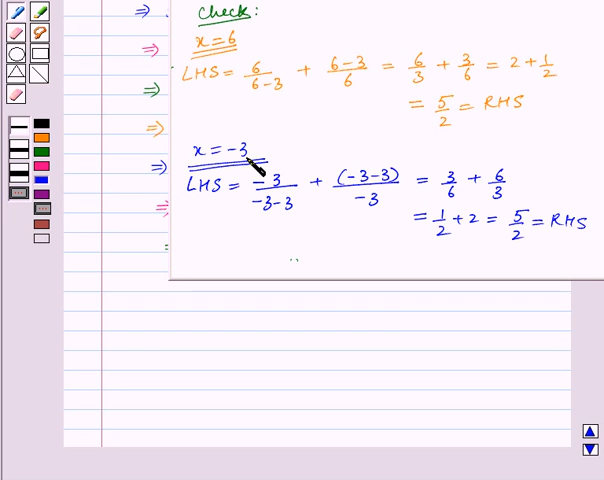 Check:
x = 6
LHS = 6/(6-3) + (6-3)/6 = 6/3 + 3/6 = 2 + 1/2
= 5/2 = RHS
x = -3
LHS = -3/(-3-3) + (-3-3)/-3 = 3/6 + 6/3
= 1/2 + 2 = 5/2 = RHS